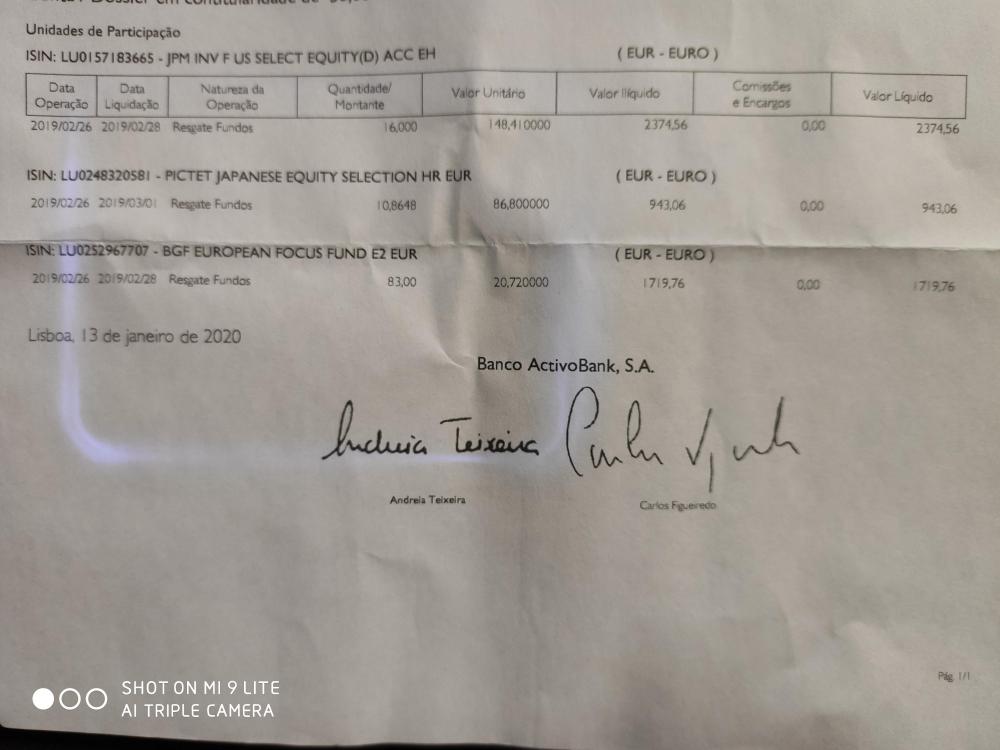 Unidades de Participação
ISIN: LU0157183665 - JPM INV F US SELECT EQUITY(D) ACC EH ( EUR - EURO )
Data Operação Data Liquidação Natureza da Operação Quantidade/ Montante Valor Unitário Valor Ilíquido Comissões e Encargos Valor Líquido
2019/02/26 2019/02/28 Resgate Fundos 16,000 148,410000 2374,56 0,00 2374,56
ISIN: LU0248320581 - PICTET JAPANESE EQUITY SELECTION HR EUR ( EUR - EURO )
2019/02/26 2019/03/01 Resgate Fundos 10,8648 86,800000 943,06 0,00 943,06
ISIN: LU0252967707 - BGF EUROPEAN FOCUS FUND E2 EUR ( EUR - EURO )
2019/02/26 2019/02/28 Resgate Fundos 83,00 20,720000 1719,76 0,00 1719,76
Lisboa, 13 de janeiro de 2020
Banco ActivoBank, S.A.
Andreia Teixeira
Andreia Teixeira Carlos Figueiredo
Pág. 1/1
SHOT ON MI 9 LITE
AI TRIPLE CAMERA